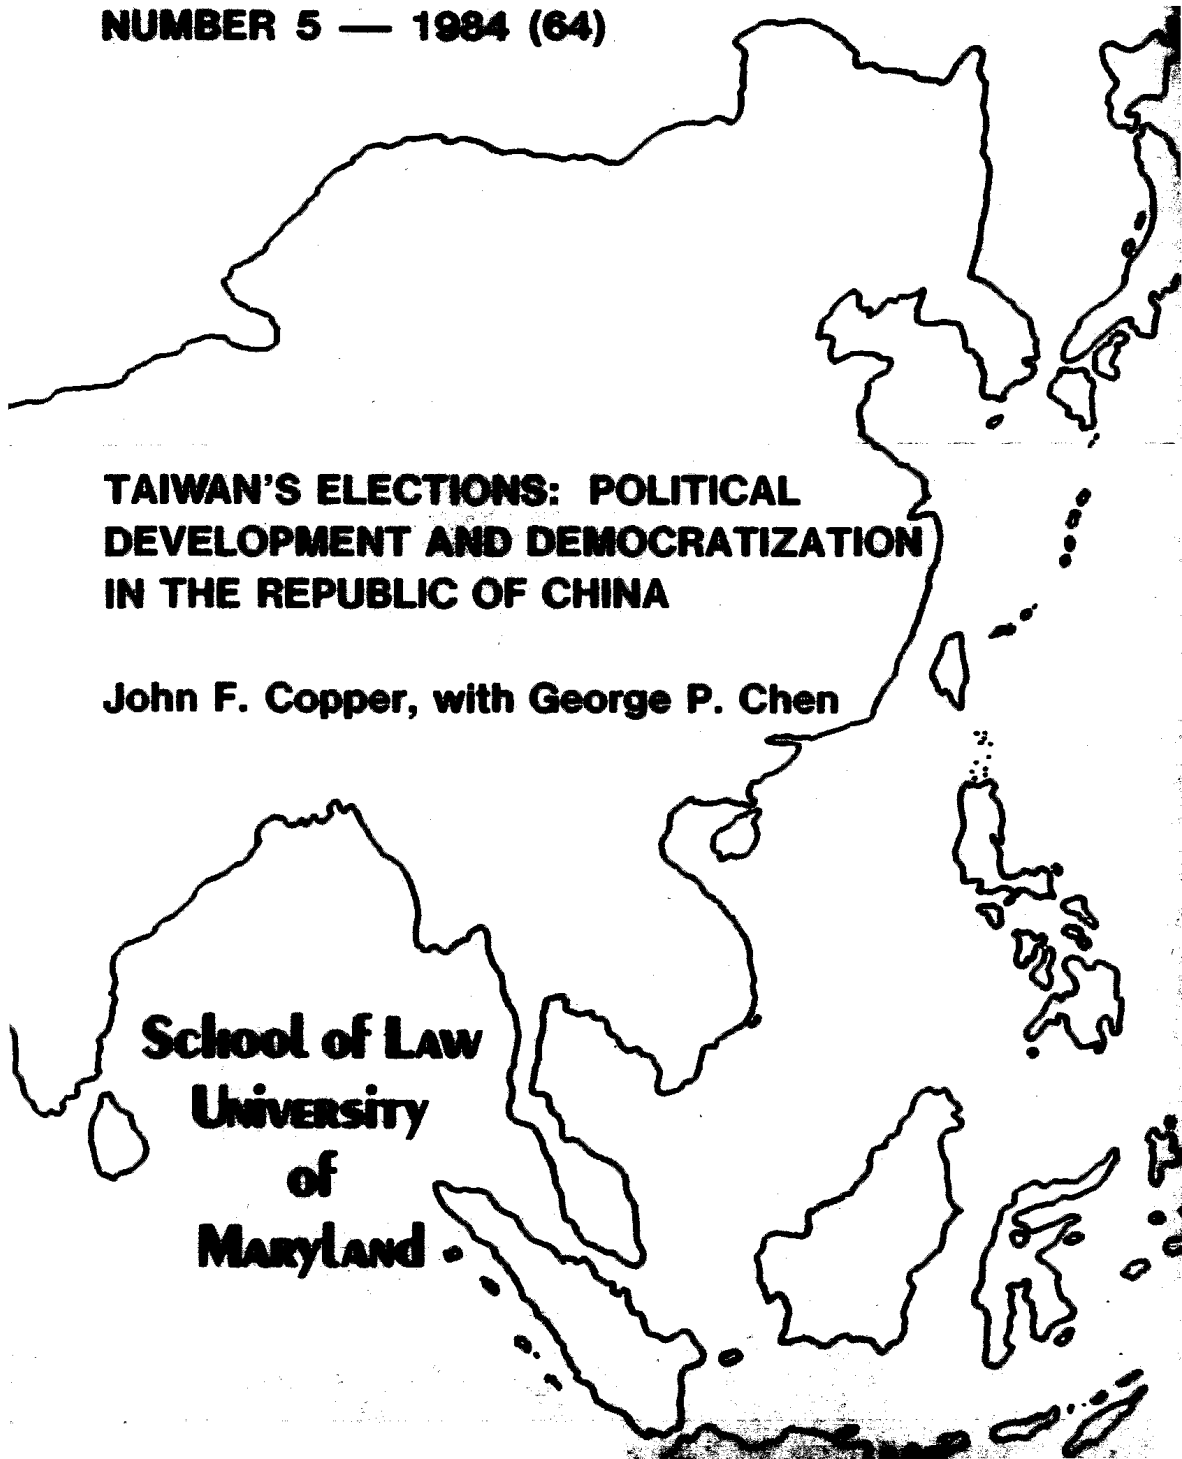 NUMBER 5 — 1984 (64)
TAIWAN'S ELECTIONS: POLITICAL
DEVELOPMENT AND DEMOCRATIZATION
IN THE REPUBLIC OF CHINA
John F. Copper, with George P. Chen
School of Law
University
of
Maryland